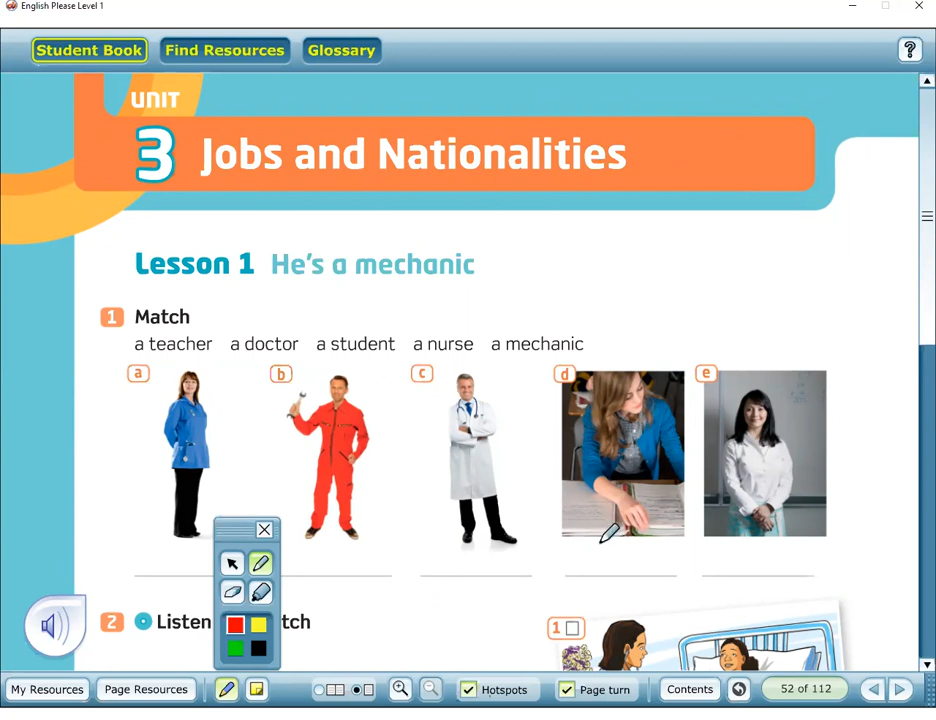 English Please Level 1
Student Book Find Resources Glossary ?
UNIT
3 Jobs and Nationalities
Lesson 1 He's a mechanic
1 Match
a teacher a doctor a student a nurse a mechanic
a b c d e
2 Listen tch
1
My Resources Page Resources Hotspots Page turn Contents 52 of 112